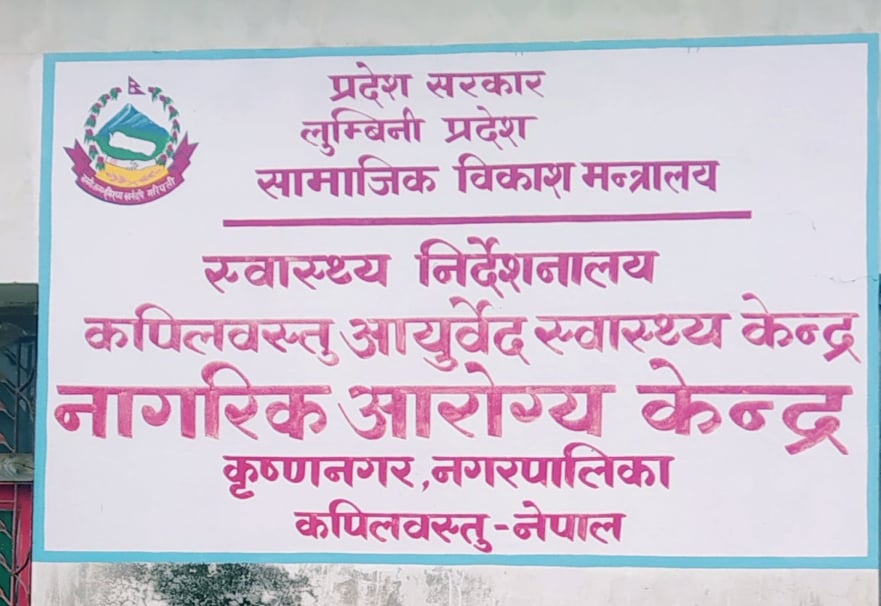 प्रदेश सरकार
लुम्बिनी प्रदेश
सामाजिक विकाश मन्त्रालय
स्वास्थ्य निर्देशनालय
कपिलवस्तु आयुर्वेद स्वास्थ्य केन्द्र
नागरिक आरोग्य केन्द्र
कृष्णनगर,नगरपालिका
कपिलवस्तु-नेपाल